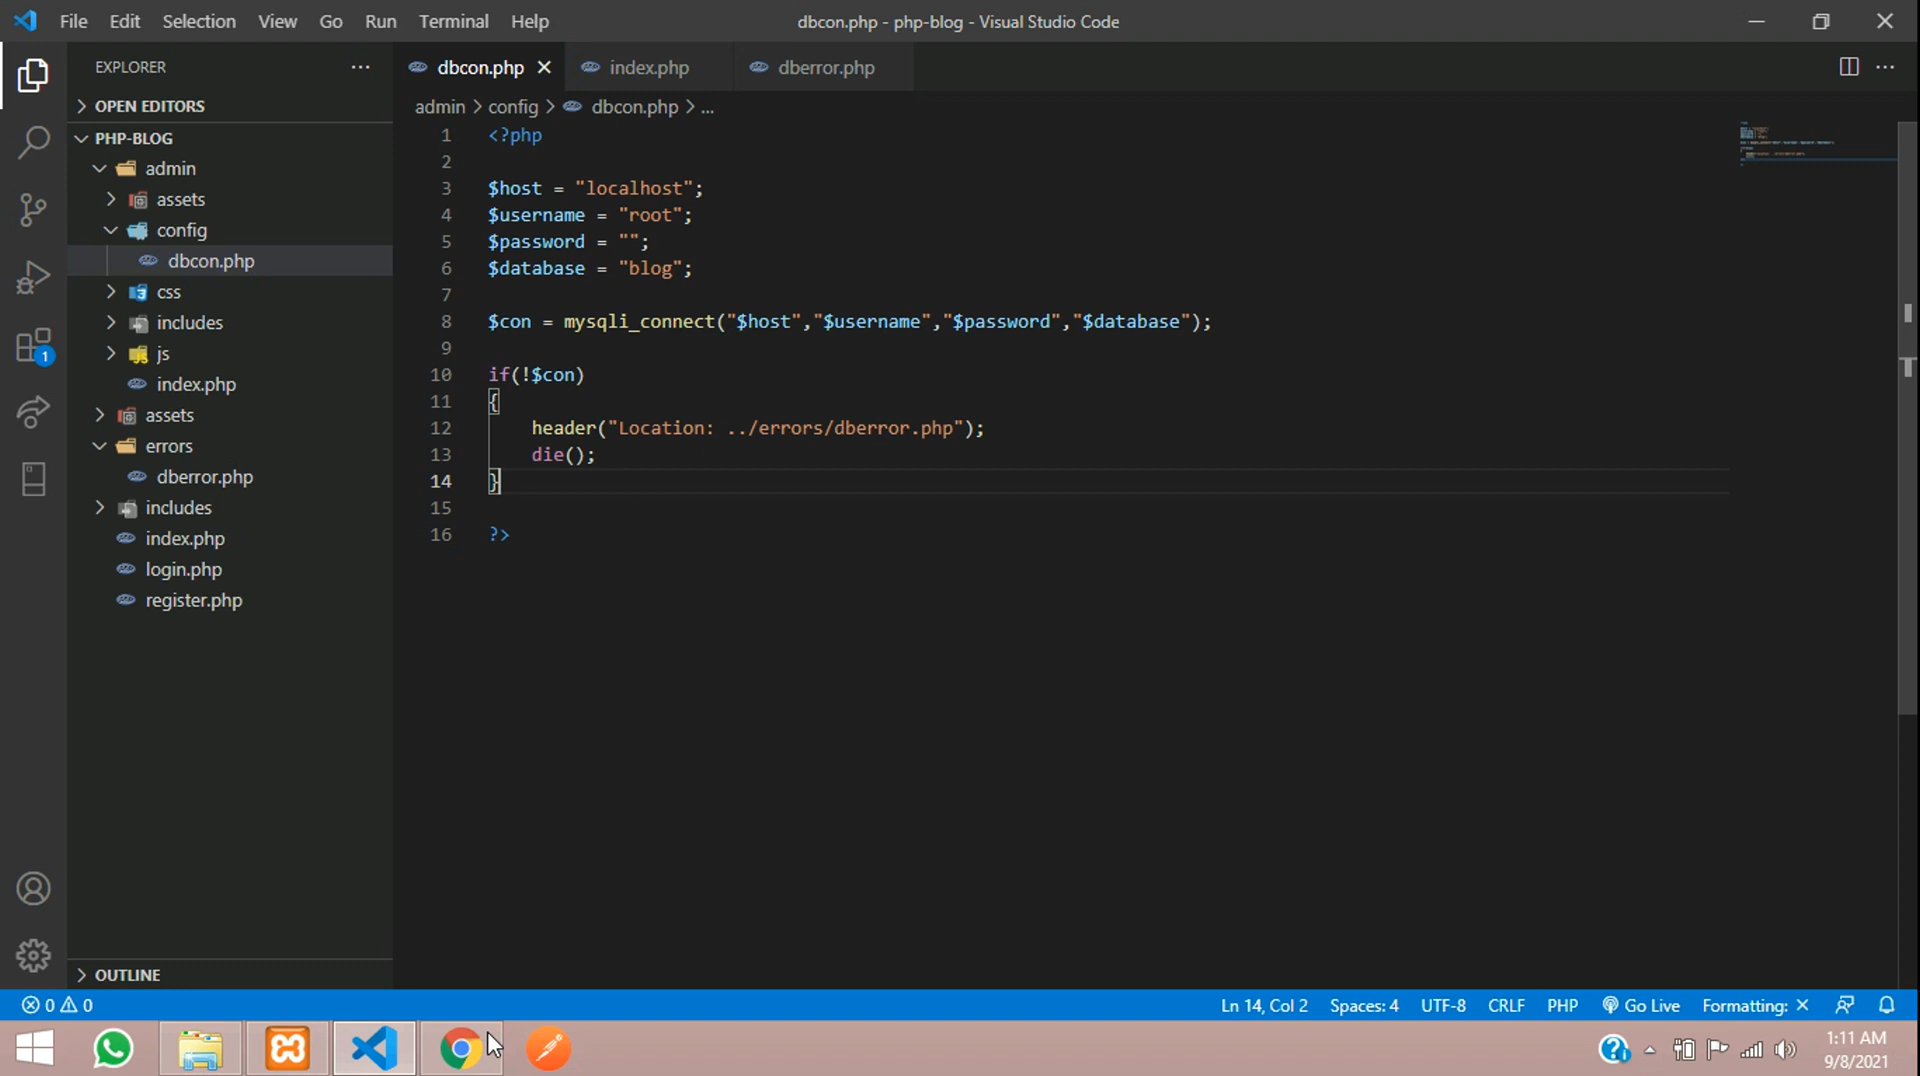 File Edit Selection View Go Run Terminal Help
dbcon.php - php-blog - Visual Studio Code
EXPLORER
OPEN EDITORS
PHP-BLOG
admin
assets
config
dbcon.php
css
includes
js
index.php
assets
errors
dberror.php
includes
index.php
login.php
register.php
OUTLINE
dbcon.php index.php dberror.php
admin > config > dbcon.php > ...
1 <?php
2
3 $host = "localhost";
4 $username = "root";
5 $password = "";
6 $database = "blog";
7
8 $con = mysqli_connect("$host","$username","$password","$database");
9
10 if(!$con)
11 {
12 header("Location: ../errors/dberror.php");
13 die();
14 }
15
16 ?>
1
0 0
Ln 14, Col 2 Spaces: 4 UTF-8 CRLF PHP Go Live Formatting: ×
1:11 AM
9/8/2021